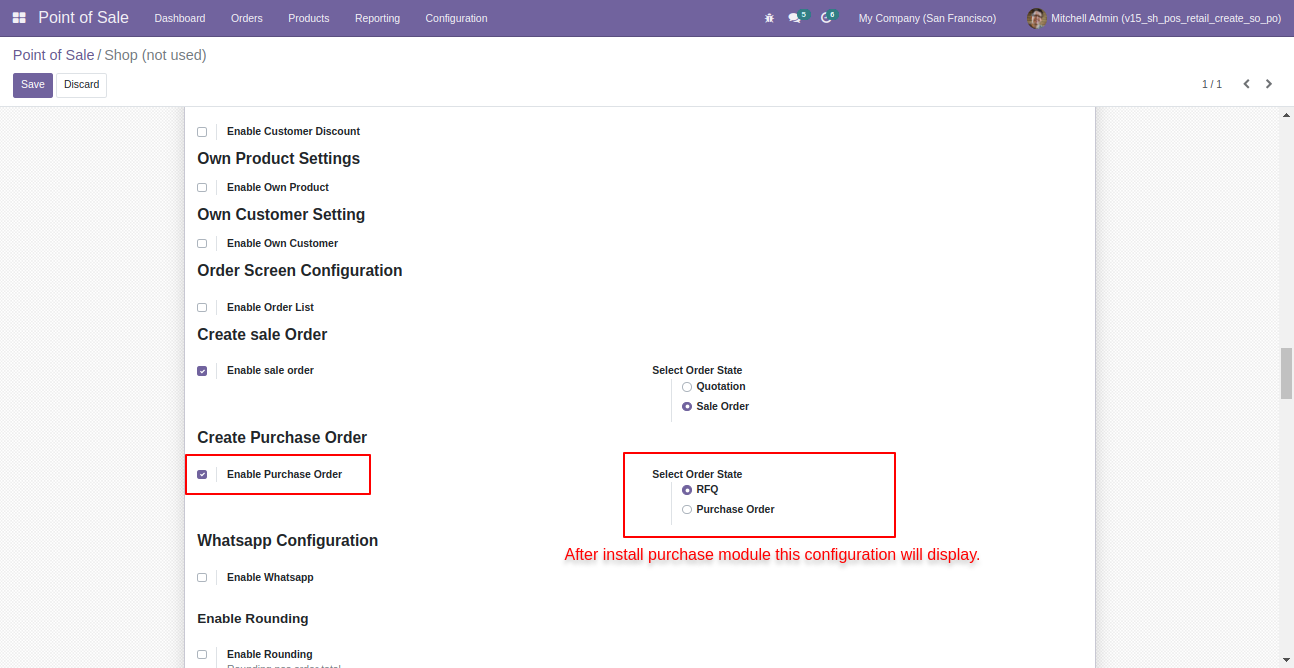 Point of Sale Dashboard Orders Products Reporting Configuration 5 6 My Company (San Francisco) Mitchell Admin (v15_sh_pos_retail_create_so_po)
Point of Sale / Shop (not used)
Save Discard 1 / 1
Enable Customer Discount
Own Product Settings
Enable Own Product
Own Customer Setting
Enable Own Customer
Order Screen Configuration
Enable Order List
Create sale Order
Enable sale order Select Order State
Quotation
Sale Order
Create Purchase Order
Enable Purchase Order Select Order State
RFQ
Purchase Order
Whatsapp Configuration
After install purchase module this configuration will display.
Enable Whatsapp
Enable Rounding
Enable Rounding
Rounding pos order total